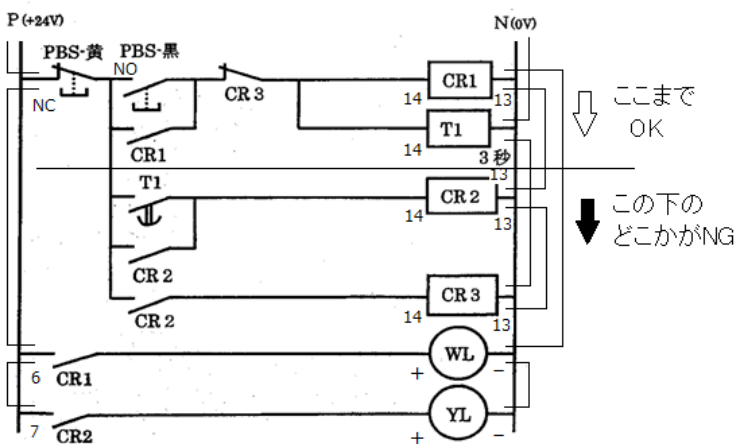 P (+24V)
N(0V)
PBS-黄
PBS-黒
NO
NC
CR3
CR1
14
13
ここまで
OK
CR1
T1
14
3 秒
13
T1
CR 2
14
13
この下の
どこかがNG
CR 2
CR 2
CR 3
14
13
6
CR1
WL
+
−
7
CR2
YL
+
−